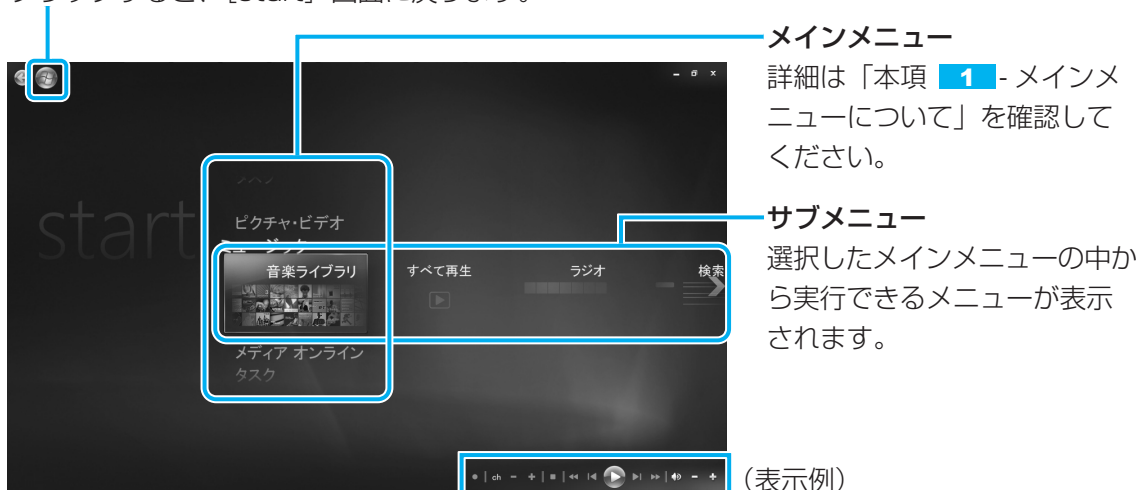 クリックすると、[start] 画面に戻ります。
メインメニュー
詳細は「本項 1 - メインメ
ニューについて」を確認して
ください。
start
ピクチャ・ビデオ
ミュージック
音楽ライブラリ
すべて再生
ラジオ
検索
メディア オンライン
タスク
サブメニュー
選択したメインメニューの中か
ら実行できるメニューが表示
されます。
ch
(表示例)